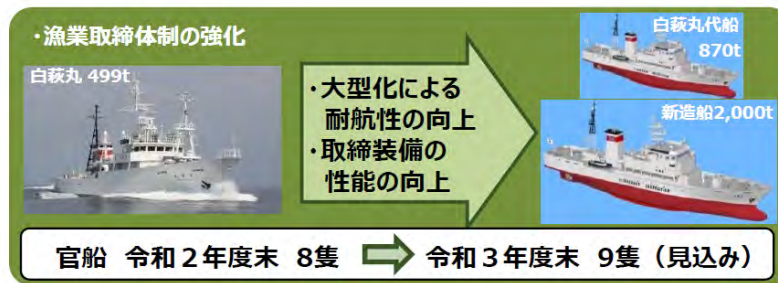 ・漁業取締体制の強化
白萩丸 499t
・大型化による
耐航性の向上
・取締装備の
性能の向上
白萩丸代船
870t
新造船2,000t
官船 令和２年度末 8隻 令和３年度末 9隻（見込み）